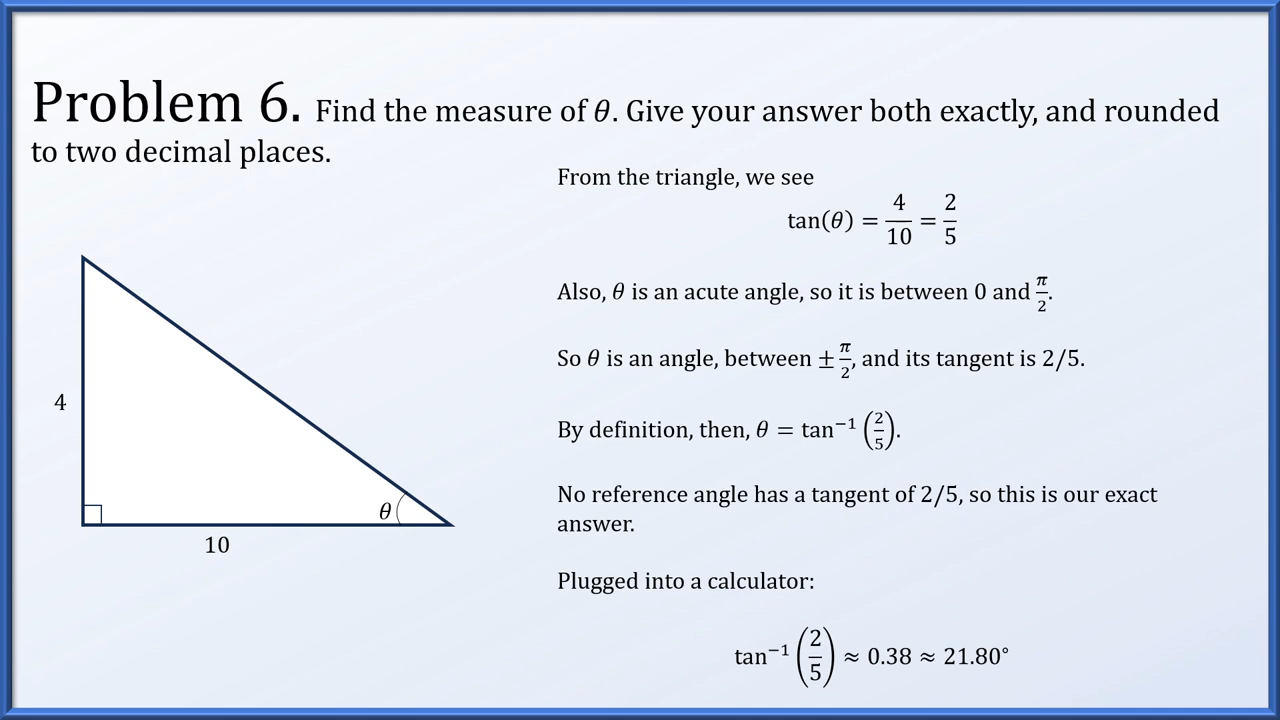 Problem 6. Find the measure of θ. Give your answer both exactly, and rounded
to two decimal places.
From the triangle, we see
tan(θ) = 4/10 = 2/5
Also, θ is an acute angle, so it is between 0 and π/2.
So θ is an angle, between ± π/2, and its tangent is 2/5.
By definition, then, θ = tan⁻¹ (2/5).
No reference angle has a tangent of 2/5, so this is our exact
answer.
Plugged into a calculator:
tan⁻¹ (2/5) ≈ 0.38 ≈ 21.80°
4
θ
10